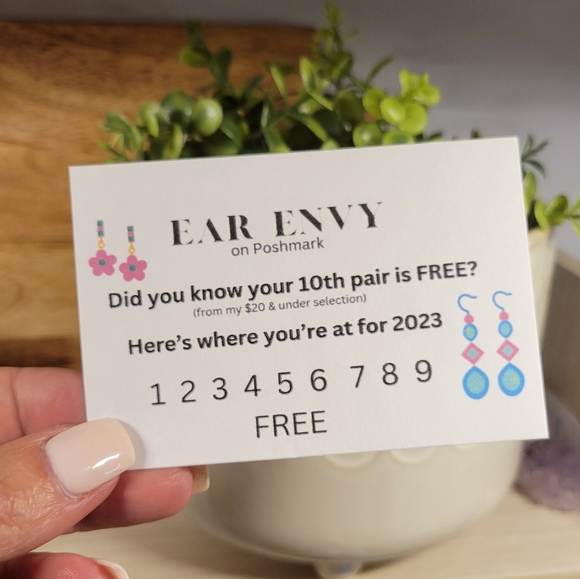 EAR ENVY
on Poshmark
Did you know your 10th pair is FREE?
(from my $20 & under selection)
Here's where you're at for 2023
1 2 3 4 5 6 7 8 9
FREE